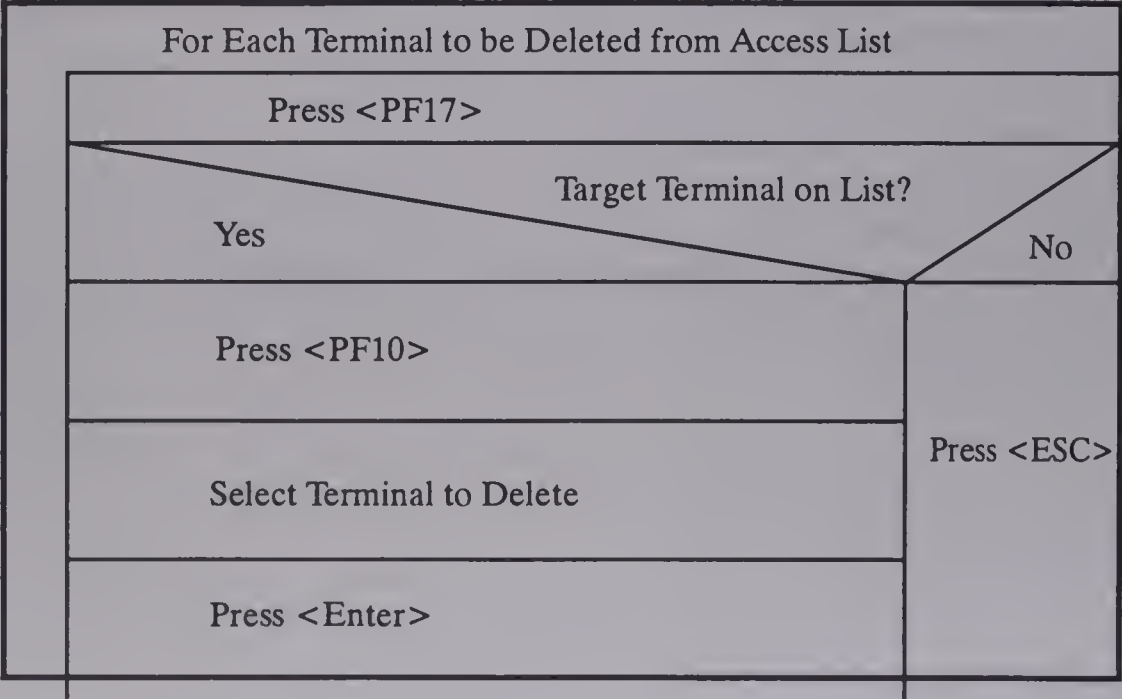 For Each Terminal to be Deleted from Access List
Press <PF17>
Target Terminal on List?
Yes
No
Press <PF10>
Press <ESC>
Select Terminal to Delete
Press <Enter>